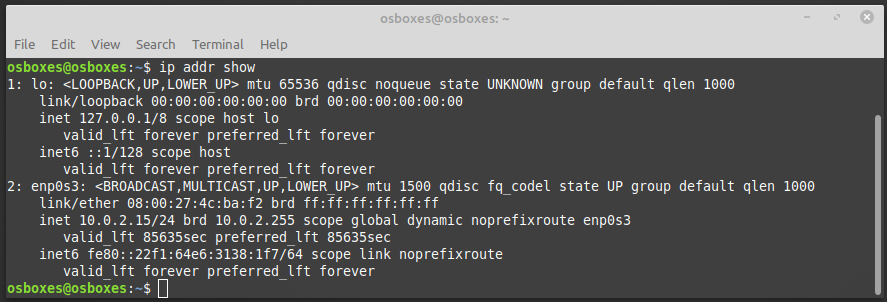 osboxes@osboxes: ~
File Edit View Search Terminal Help
osboxes@osboxes:~$ ip addr show
1: lo: <LOOPBACK,UP,LOWER_UP> mtu 65536 qdisc noqueue state UNKNOWN group default qlen 1000
    link/loopback 00:00:00:00:00:00 brd 00:00:00:00:00:00
    inet 127.0.0.1/8 scope host lo
       valid_lft forever preferred_lft forever
    inet6 ::1/128 scope host
       valid_lft forever preferred_lft forever
2: enp0s3: <BROADCAST,MULTICAST,UP,LOWER_UP> mtu 1500 qdisc fq_codel state UP group default qlen 1000
    link/ether 08:00:27:4c:ba:f2 brd ff:ff:ff:ff:ff:ff
    inet 10.0.2.15/24 brd 10.0.2.255 scope global dynamic noprefixroute enp0s3
       valid_lft 85635sec preferred_lft 85635sec
    inet6 fe80::22f1:64e6:3138:1f7/64 scope link noprefixroute
       valid_lft forever preferred_lft forever
osboxes@osboxes:~$